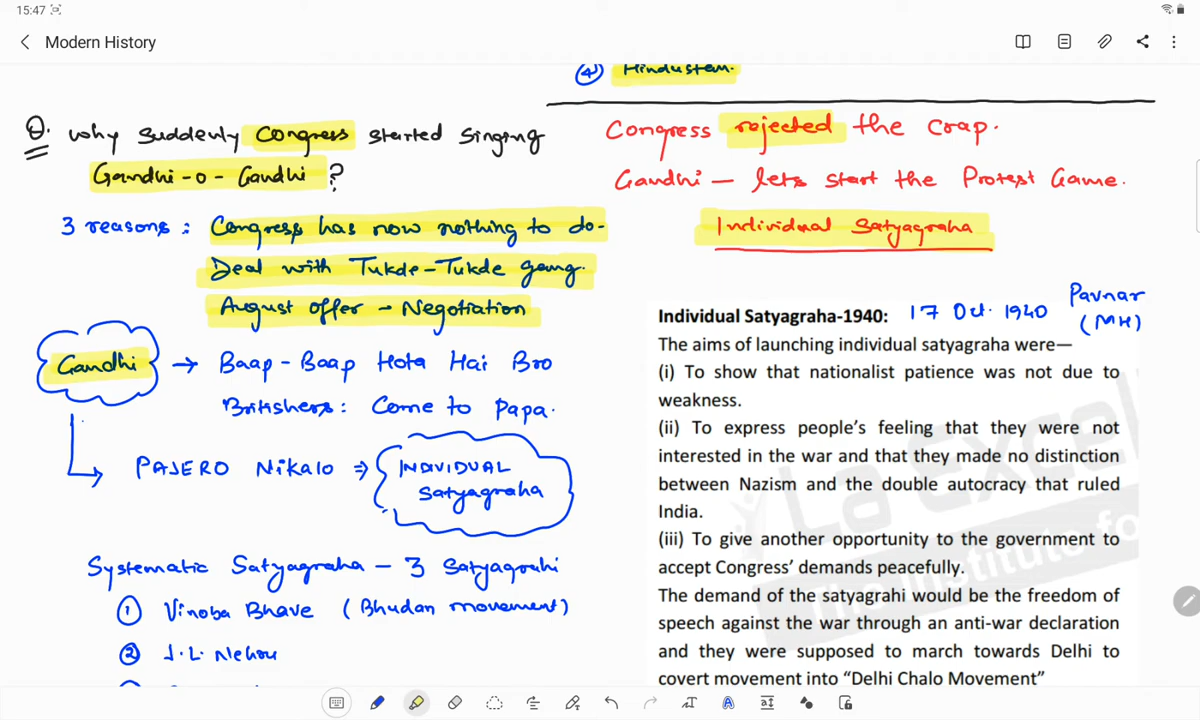 15:47
Modern History
④ Hindustan.
Q. Why Suddenly Congress started Singing
Gandhi-o-Gandhi ?
3 reasons : Congress has now nothing to do-
Deal with Tukde-Tukde gang.
August offer - Negotiation
Gandhi → Baap-Baap Hota Hai Bro
Britishers: Come to Papa.
PAJERO Nikalo ⇒ INDIVIDUAL
Satyagraha
Systematic Satyagraha - 3 Satyagrahi
① Vinoba Bhave (Bhudan movement)
② J.L. Nehru
Congress rejected the crap.
Gandhi — lets start the Protest Game.
Individual Satyagraha
Individual Satyagraha-1940: 17 Oct. 1940 Pavnar
(MH)
The aims of launching individual satyagraha were—
(i) To show that nationalist patience was not due to
weakness.
(ii) To express people's feeling that they were not
interested in the war and that they made no distinction
between Nazism and the double autocracy that ruled
India.
(iii) To give another opportunity to the government to
accept Congress' demands peacefully.
The demand of the satyagrahi would be the freedom of
speech against the war through an anti-war declaration
and they were supposed to march towards Delhi to
covert movement into "Delhi Chalo Movement"
La Excel
The Institute fo